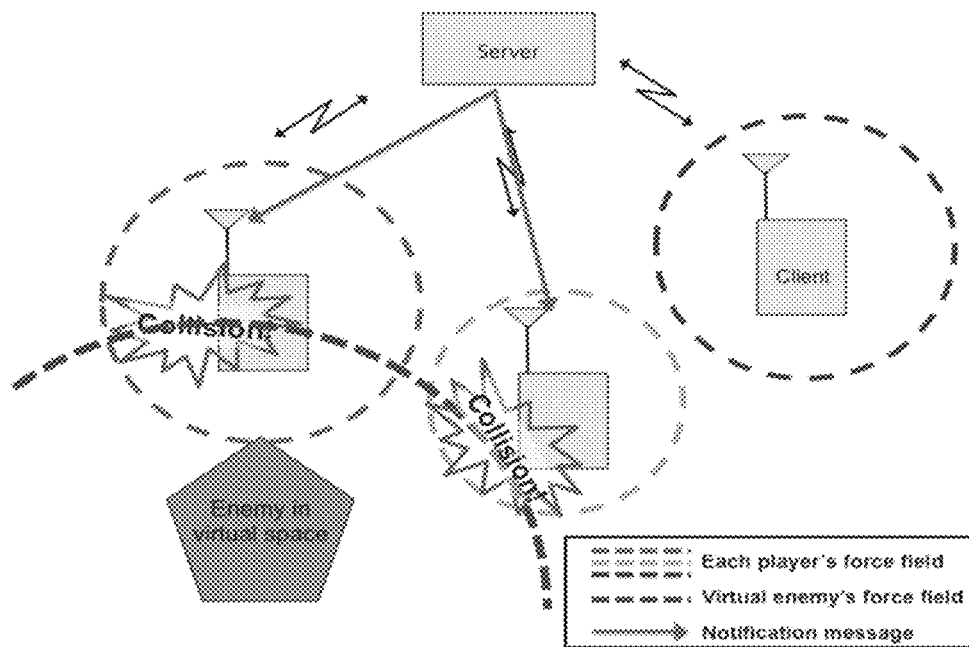 Server
Client
Collision!
Collision!
Enemy in
virtual space
Each player's force field
Virtual enemy's force field
Notification message